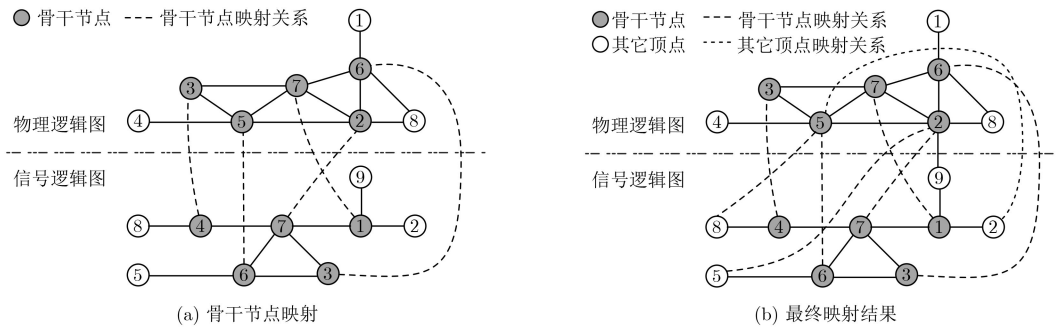 骨干节点 骨干节点映射关系
1
6
3 7
4 5 2 8
物理逻辑图
信号逻辑图
9
8 4 7 1 2
5 6 3
(a) 骨干节点映射
骨干节点 骨干节点映射关系
其它顶点 其它顶点映射关系
1
6
3 7
4 5 2 8
物理逻辑图
信号逻辑图
9
8 4 7 1 2
5 6 3
(b) 最终映射结果